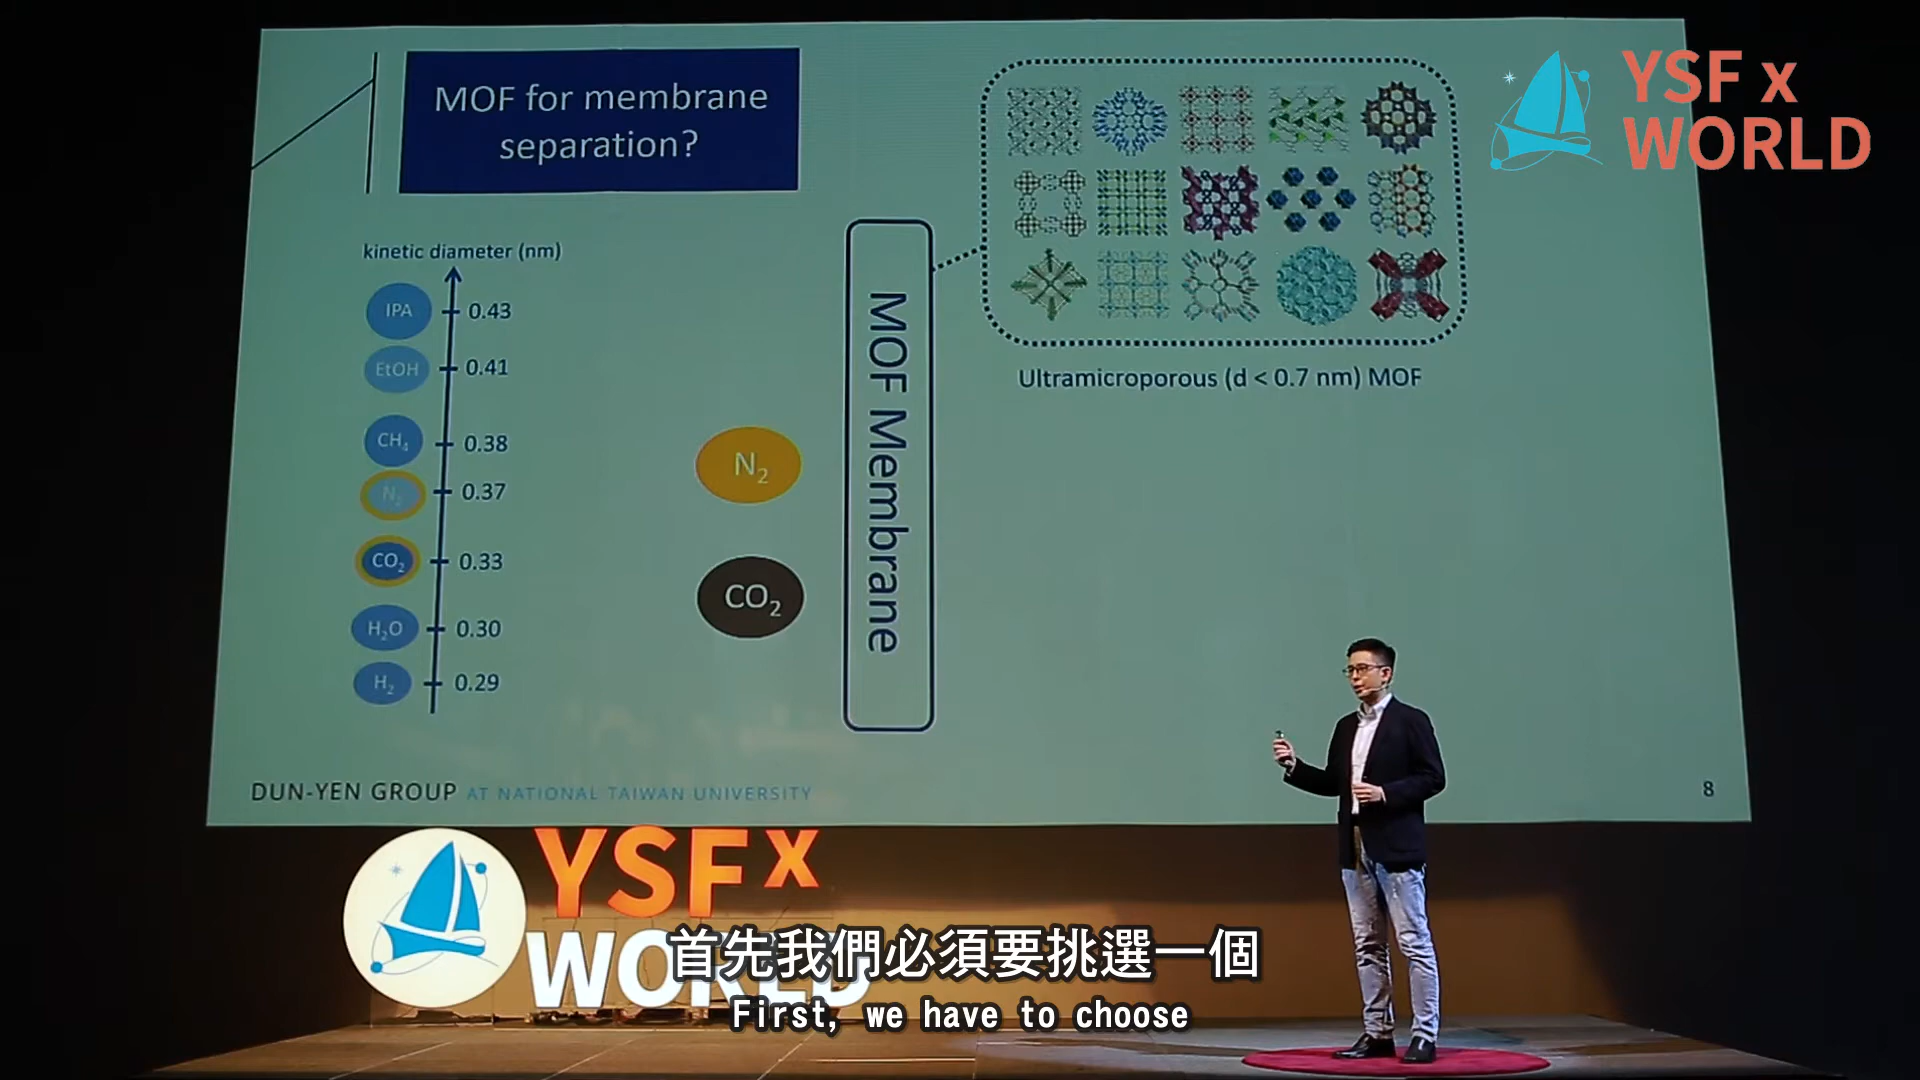 MOF for membrane
separation?
YSF x
WORLD
kinetic diameter (nm)
IPA 0.43
EtOH 0.41
CH4 0.38
N2 0.37
CO2 0.33
H2O 0.30
H2 0.29
N2
CO2
MOF Membrane
Ultramicroporous (d < 0.7 nm) MOF
DUN-YEN GROUP AT NATIONAL TAIWAN UNIVERSITY
8
YSF x
WORLD
首先我們必須要挑選一個
First, we have to choose